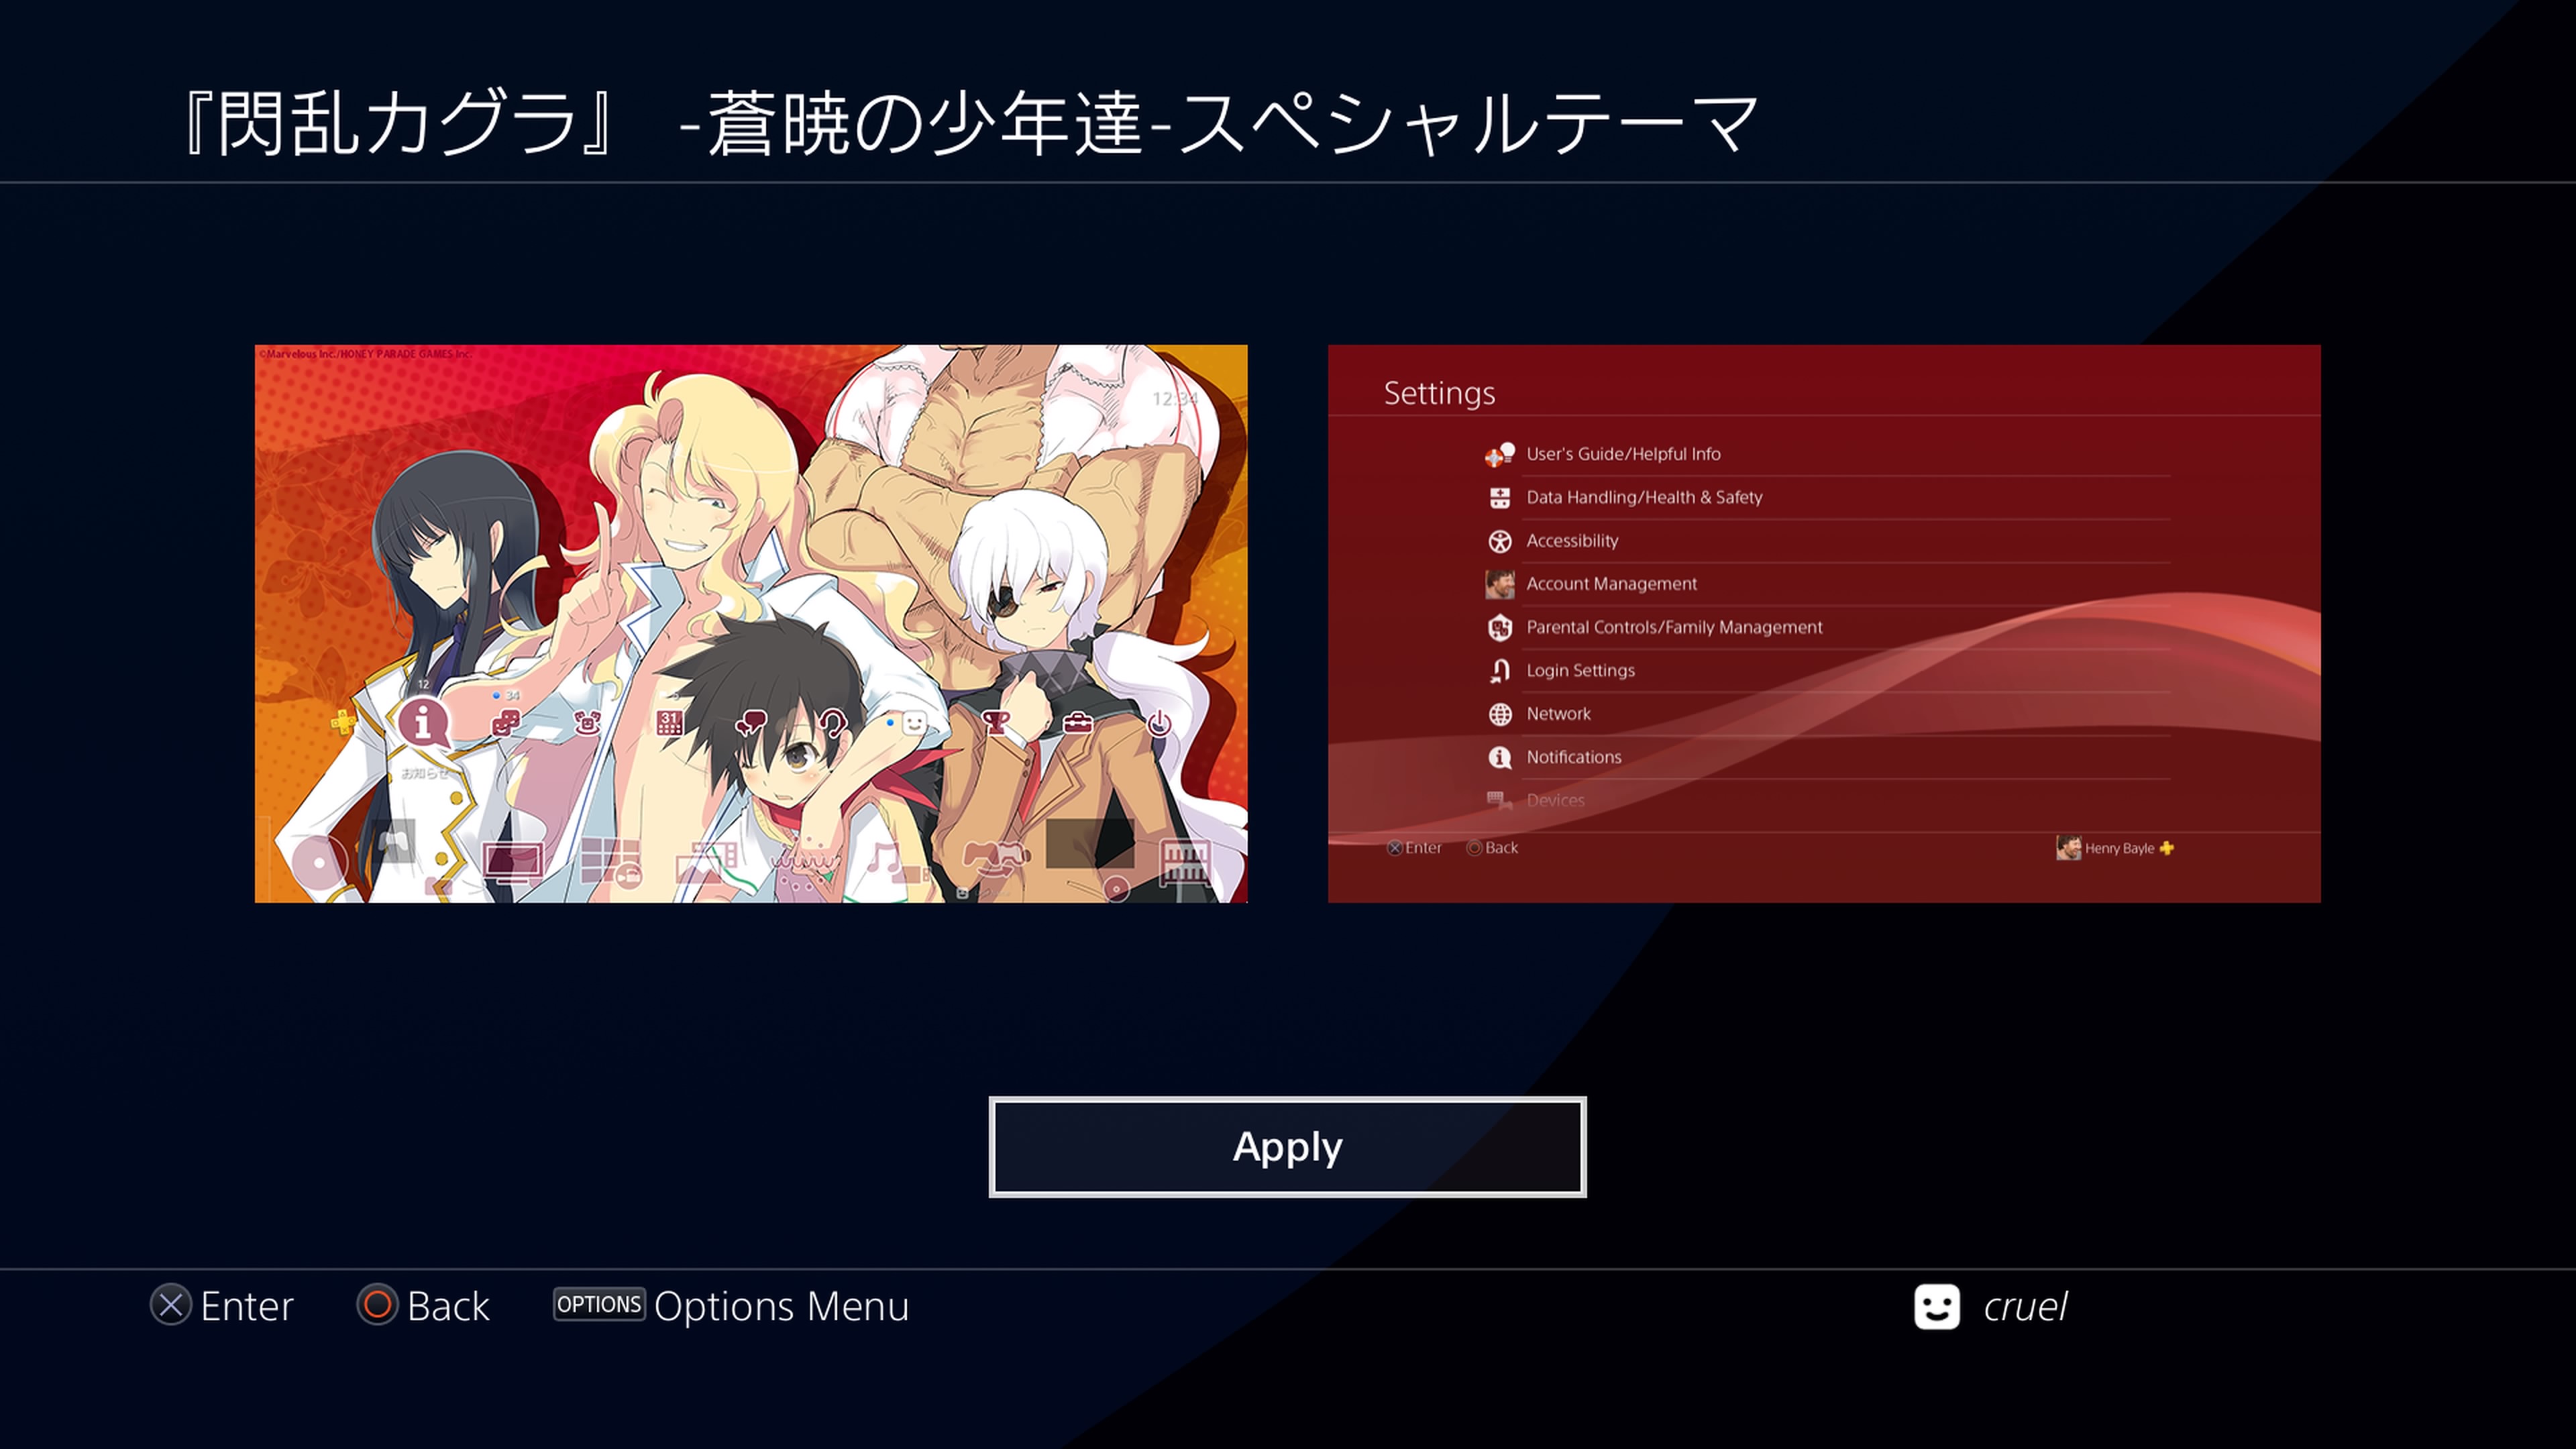 『閃乱カグラ』 -蒼暁の少年達-スペシャルテーマ
©Marvelous Inc./HONEY PARADE GAMES Inc.
12:34
12
34
31
お知らせ
Settings
User's Guide/Helpful Info
Data Handling/Health & Safety
Accessibility
Account Management
Parental Controls/Family Management
Login Settings
Network
Notifications
Devices
Enter
Back
Henry Bayle
Apply
Enter
Back
OPTIONS Options Menu
cruel